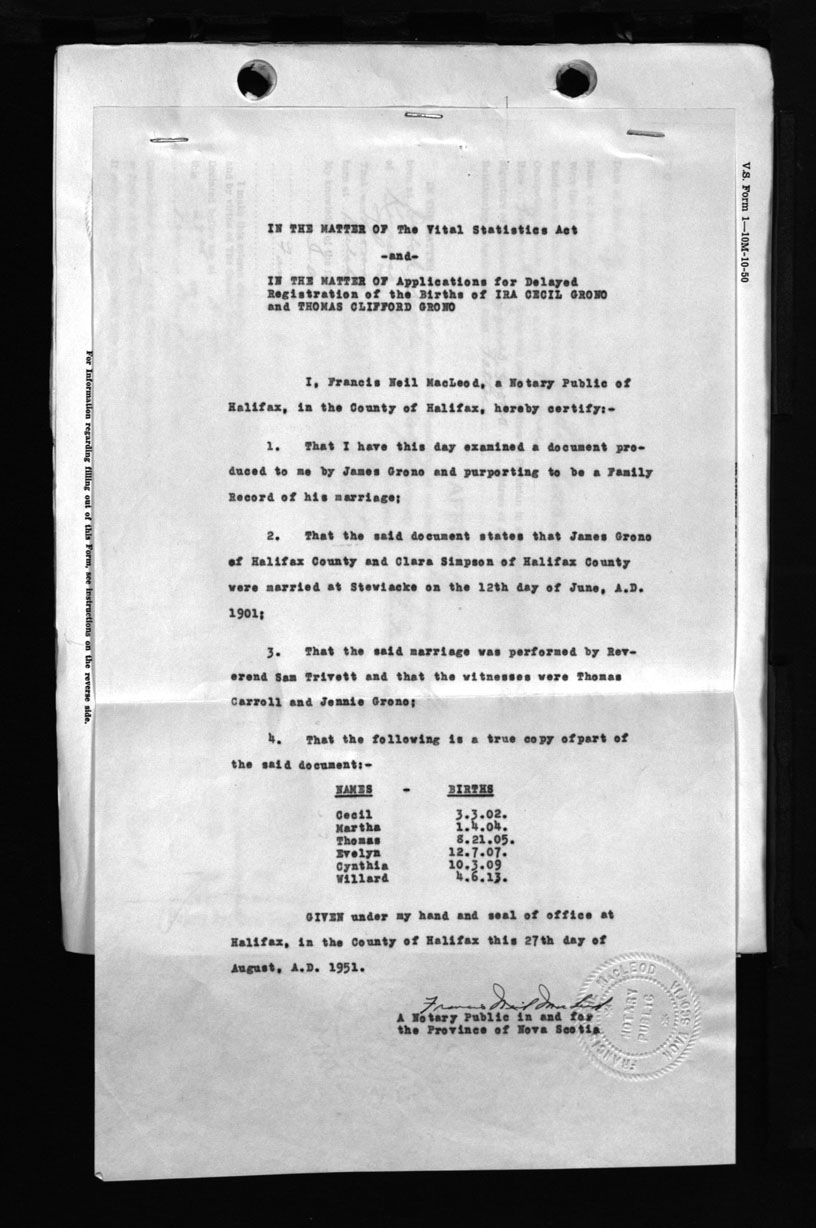 V.S. Form 1—10M-10-50
IN THE MATTER OF The Vital Statistics Act
-and-
IN THE MATTER OF Applications for Delayed
Registration of the Births of IRA CECIL GRONO
and THOMAS CLIFFORD GRONO
I, Francis Neil MacLeod, a Notary Public of
Halifax, in the County of Halifax, hereby certify:-
1. That I have this day examined a document pro-
duced to me by James Grono and purporting to be a Family
Record of his marriage;
2. That the said document states that James Grono
of Halifax County and Clara Simpson of Halifax County
were married at Stewiacke on the 12th day of June, A.D.
1901;
3. That the said marriage was performed by Rev-
erend Sam Trivett and that the witnesses were Thomas
Carroll and Jennie Grono;
4. That the following is a true copy ofpart of
the said document:-
NAMES - BIRTHS
Cecil 3.3.02.
Martha 1.4.04.
Thomas 8.21.05.
Evelyn 12.7.07.
Cynthia 10.3.09
Willard 4.6.13.
GIVEN under my hand and seal of office at
Halifax, in the County of Halifax this 27th day of
August, A.D. 1951.
Francis Neil MacLeod
A Notary Public in and for
the Province of Nova Scotia
MACLEOD
NOTARY
PUBLIC
For Information regarding filling out of this Form, see instructions on the reverse side.